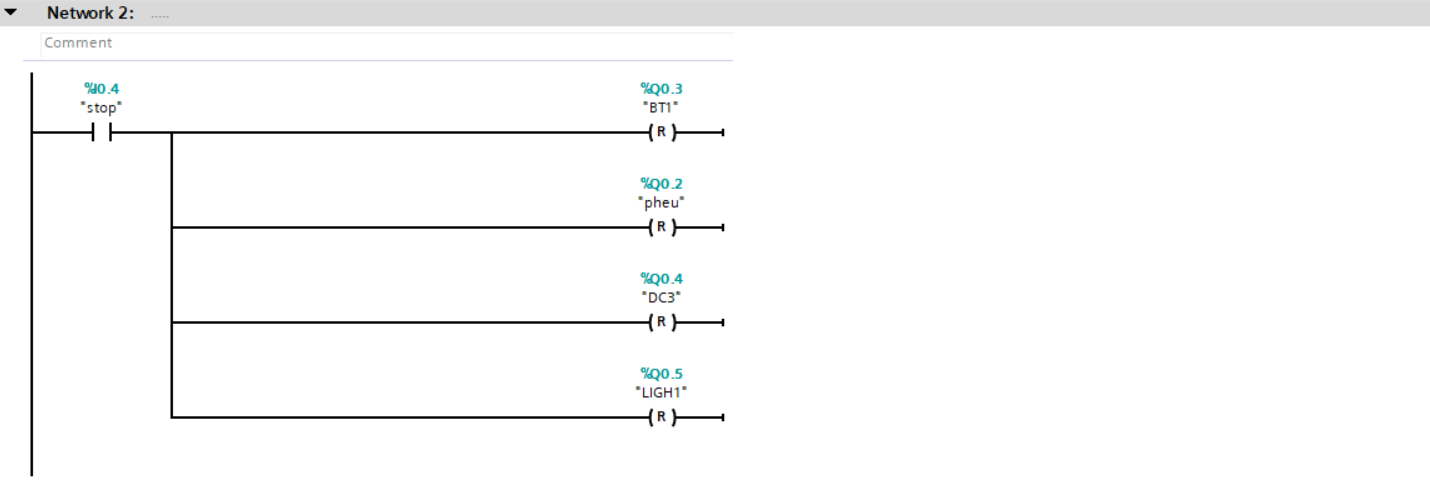 Network 2: .....
Comment
%I0.4
"stop"
%Q0.3
"BT1"
R
%Q0.2
"pheu"
R
%Q0.4
"DC3"
R
%Q0.5
"LIGH1"
R